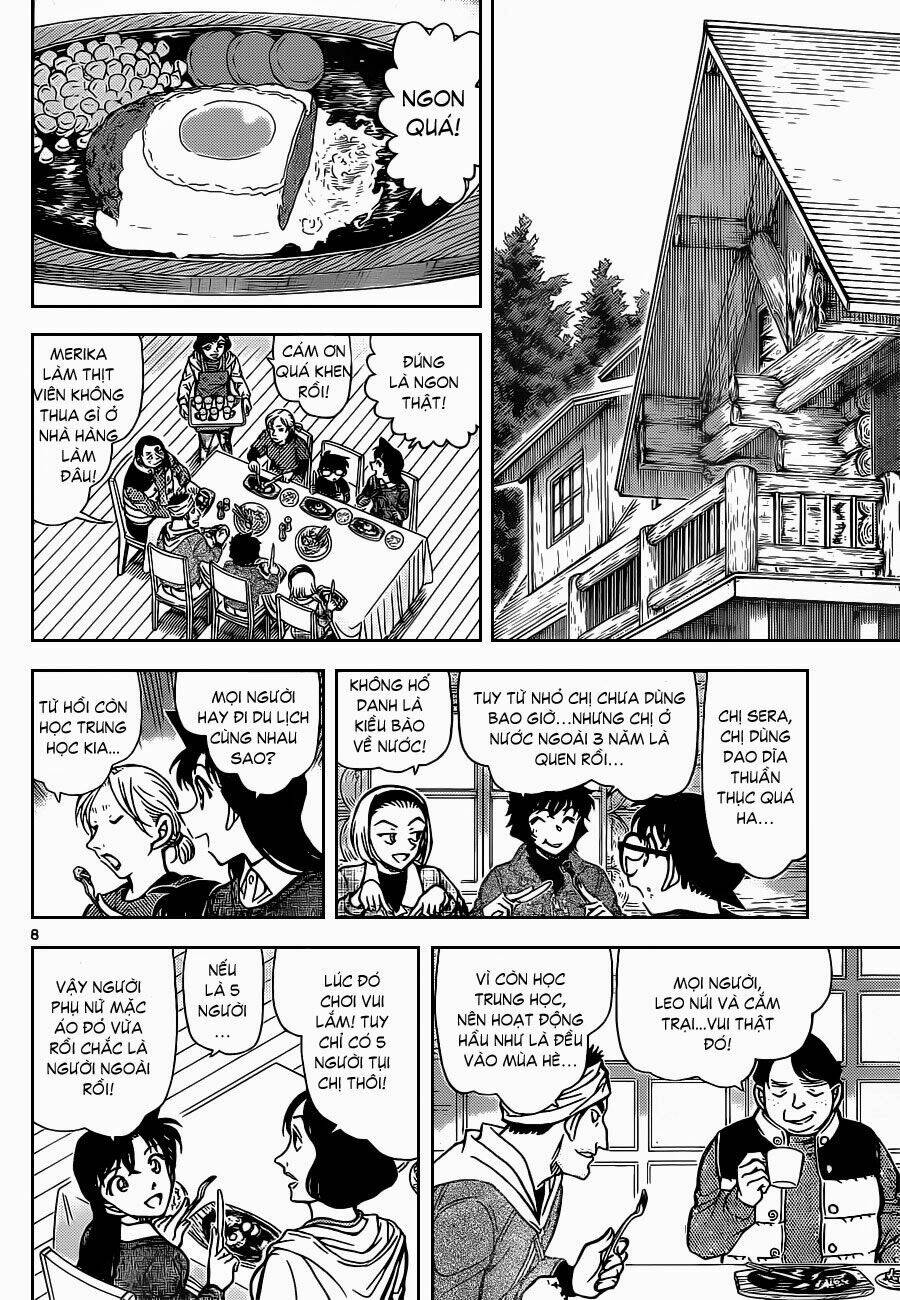 NGON
QUÁ!
MERIKA
LÀM THỊT
VIÊN KHÔNG
THUA GÌ Ở
NHÀ HÀNG
LÀM
ĐÂU!
CÁM ƠN
QUÁ KHEN
RỒI!
ĐÚNG
LÀ NGON
THẬT!
TỪ HỒI CÒN
HỌC TRUNG
HỌC KIA...
MỌI NGƯỜI
HAY ĐI DU LỊCH
CÙNG NHAU
SAO?
KHÔNG HỔ
DANH LÀ
KIỀU BÀO
VỀ NƯỚC!
TUY TỪ NHỎ CHỊ CHƯA DÙNG
BAO GIỜ...NHƯNG CHỊ Ở
NƯỚC NGOÀI 3 NĂM LÀ
QUEN RỒI...
CHỊ SERA,
CHỊ DÙNG
DAO DĨA
THUẦN
THỤC QUÁ
HA...
8
VẬY NGƯỜI
PHỤ NỮ MẶC
ÁO ĐỎ VỪA
RỒI CHẮC LÀ
NGƯỜI NGOÀI
RỒI!
NẾU
LÀ 5
NGƯỜI
...
LÚC ĐÓ
CHƠI VUI
LẮM! TUY
CHỈ CÓ 5
NGƯỜI TỤI
CHỊ THÔI!
VÌ CÒN HỌC
TRUNG HỌC,
NÊN HOẠT ĐỘNG
HẦU NHƯ LÀ ĐỀU
VÀO MÙA HÈ...
MỌI NGƯỜI,
LEO NÚI VÀ CẮM
TRẠI...VUI THẬT
ĐÓ!